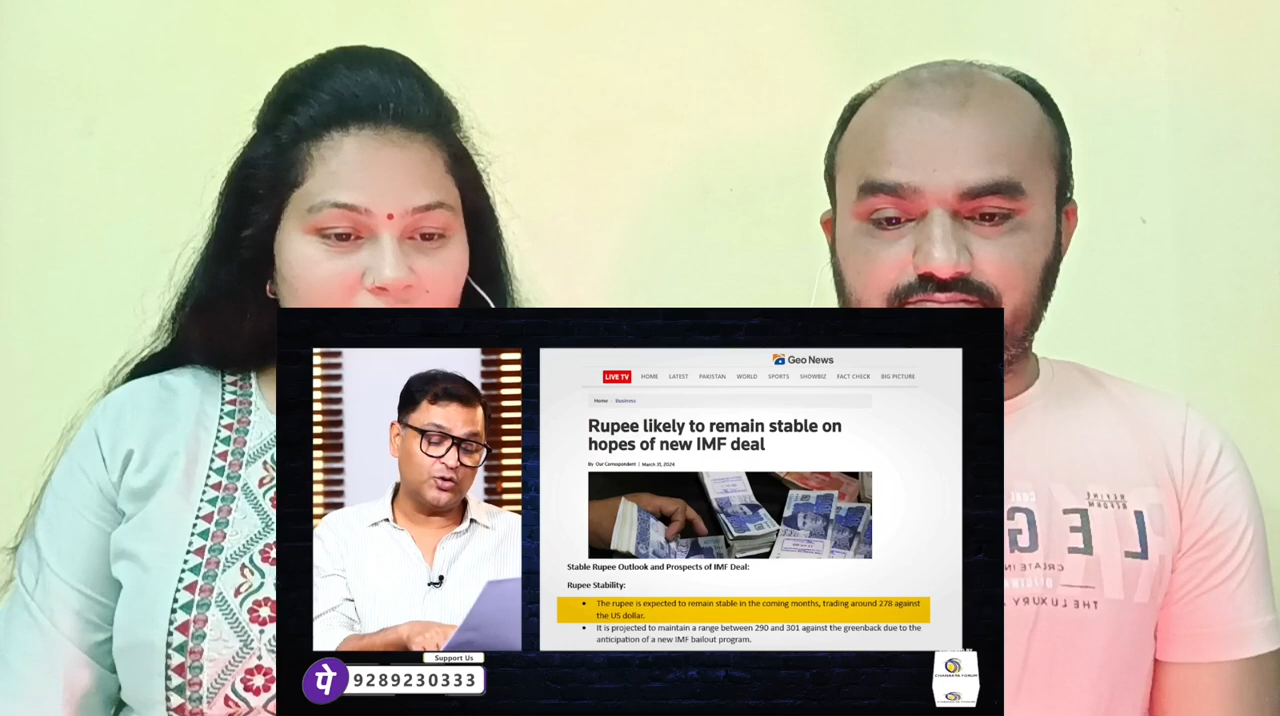 Geo News
LIVE TV HOME LATEST PAKISTAN WORLD SPORTS SHOWBIZ FACT CHECK BIG PICTURE
Home Business
Rupee likely to remain stable on
hopes of new IMF deal
By Our Correspondent | March 31, 2024
Stable Rupee Outlook and Prospects of IMF Deal:
Rupee Stability:
• The rupee is expected to remain stable in the coming months, trading around 278 against
the US dollar.
• It is projected to maintain a range between 290 and 301 against the greenback due to the
anticipation of a new IMF bailout program.
Support Us
पे 9289230333
CHANAKYA FORUM
LEG
CREATE IN
THE LUXURY